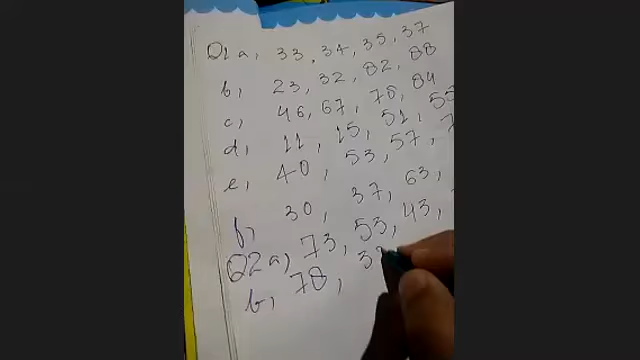 Q1 a, 33, 34, 35, 37
b, 23, 32, 82, 88
c, 46, 67, 76, 84
d, 11, 15, 51, 55
e, 40, 53, 57,
f, 30, 37, 63,
Q2 a, 73, 53, 43,
b, 78,